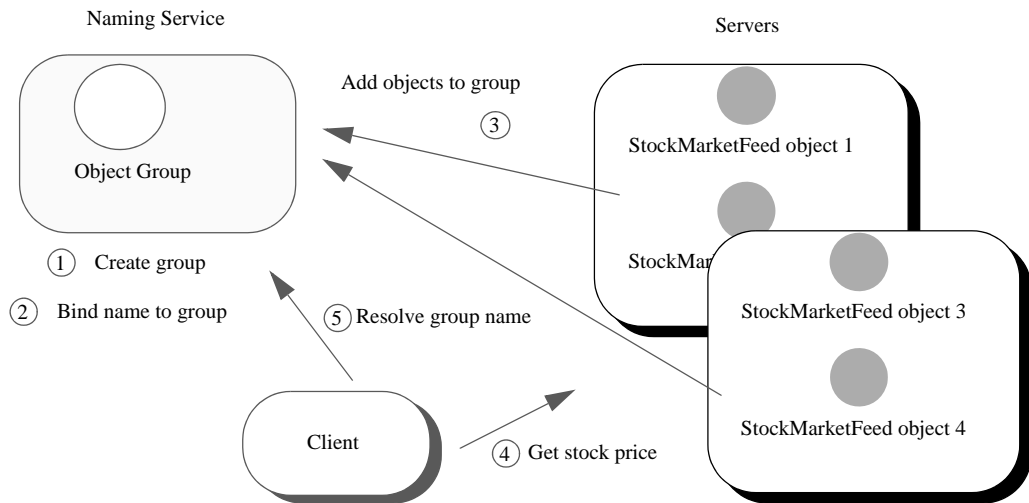 Naming Service
Servers
Add objects to group
3
StockMarketFeed object 1
Object Group
StockMar
1 Create group
2 Bind name to group
5 Resolve group name
StockMarketFeed object 3
Client
4 Get stock price
StockMarketFeed object 4